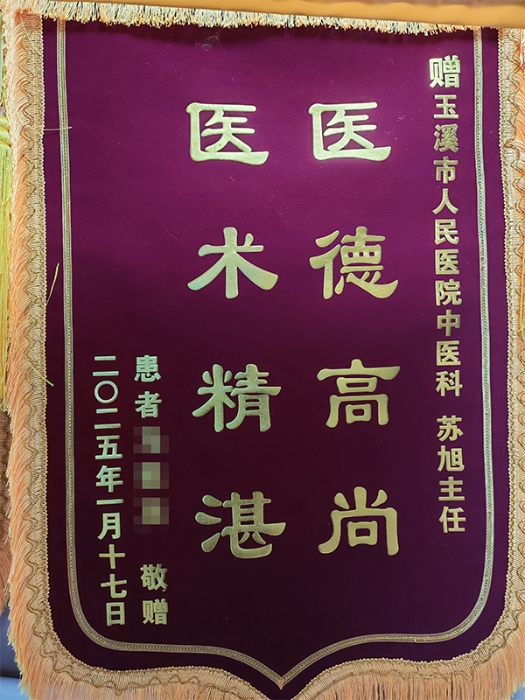 赠玉溪市人民医院中医科 苏旭主任
医德高尚
医术精湛
患者 敬赠
二〇二五年一月十七日